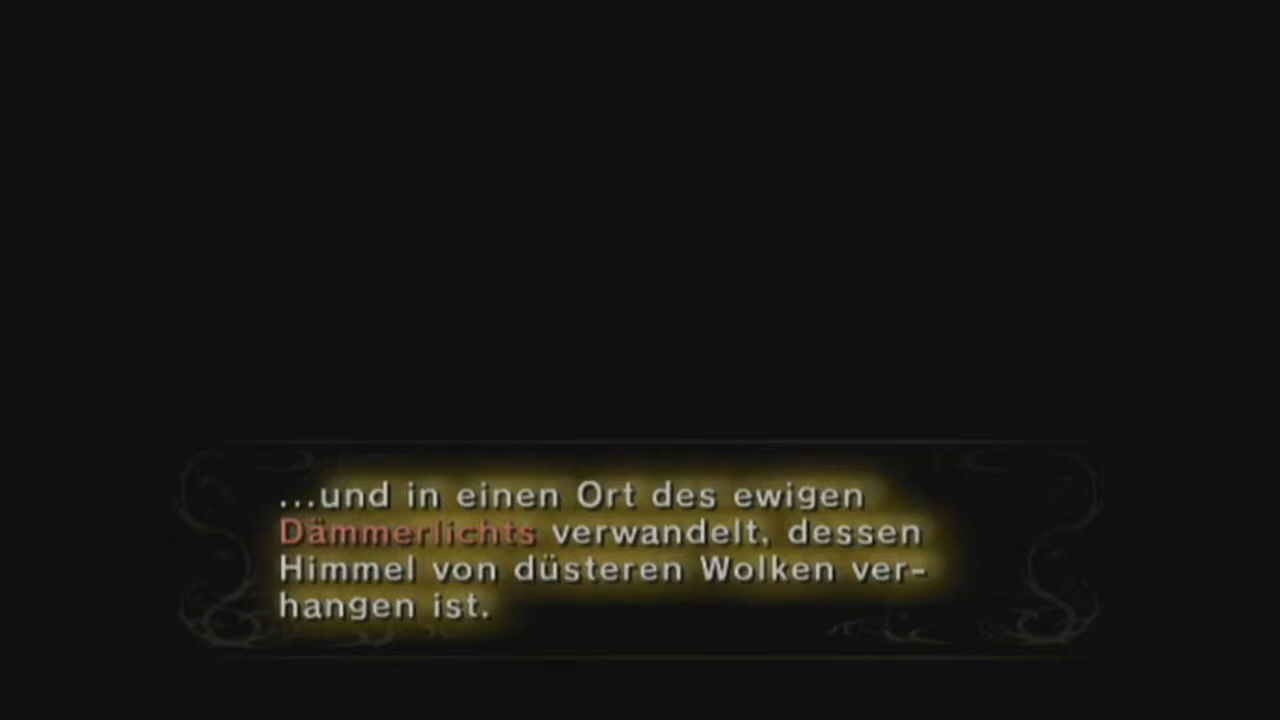 ...und in einen Ort des ewigen
Dämmerlichts verwandelt, dessen
Himmel von düsteren Wolken ver-
hangen ist.